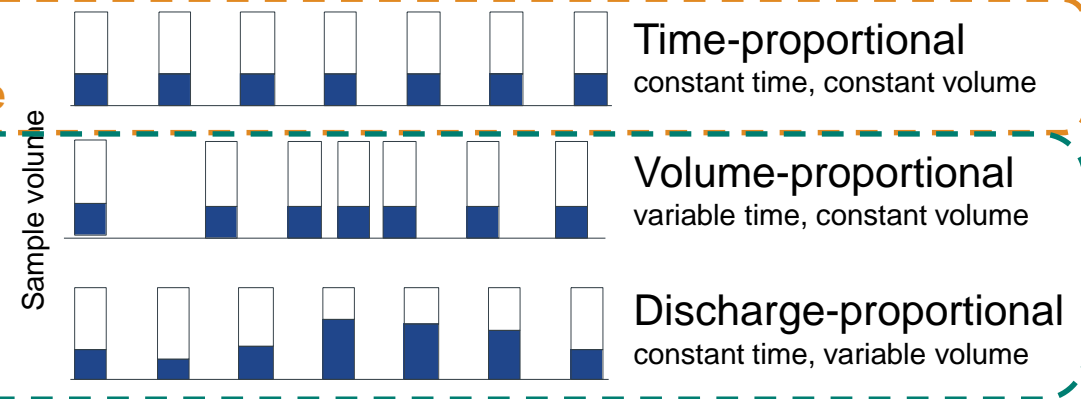 Time-proportional
constant time, constant volume
Sample volume
Volume-proportional
variable time, constant volume
Discharge-proportional
constant time, variable volume